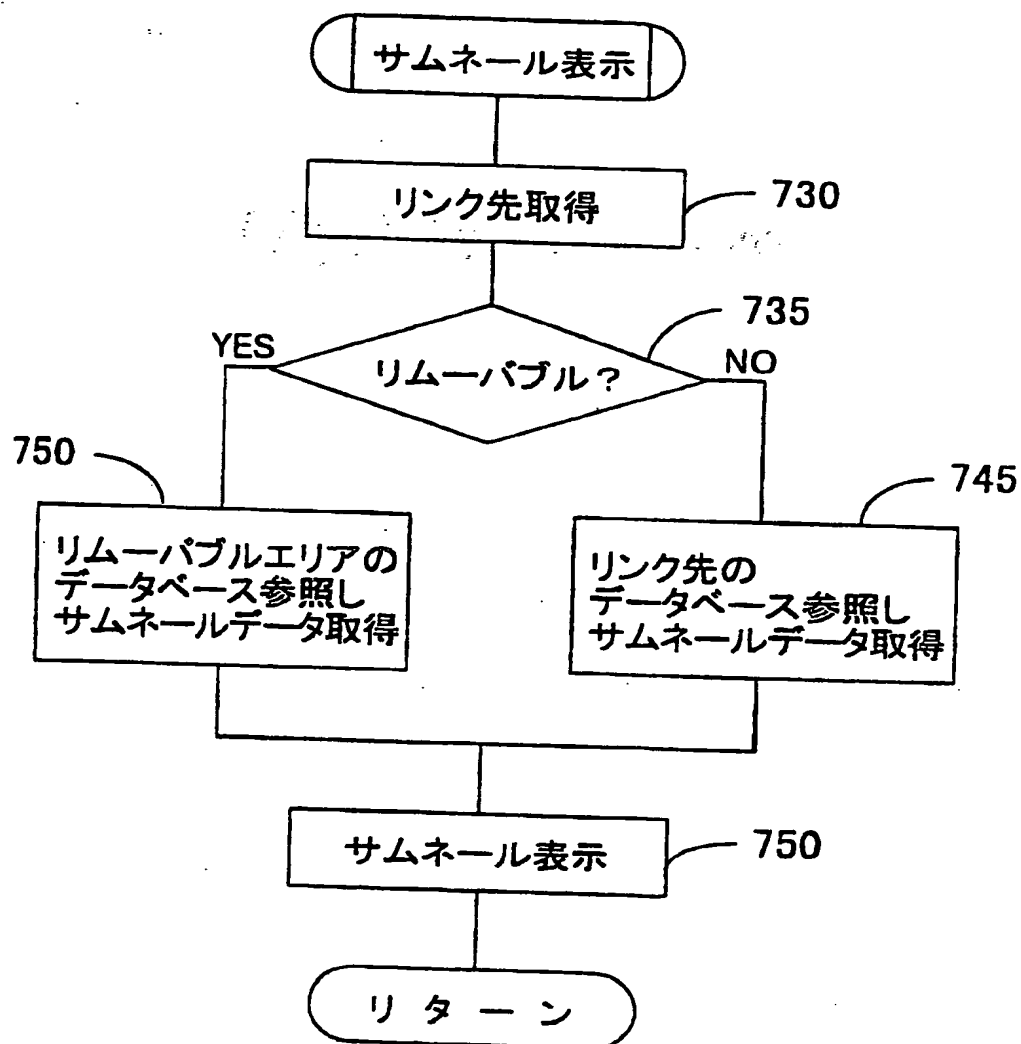 サムネール表示
リンク先取得
730
735
YES
リムーバブル?
NO
750
745
リムーバブルエリアの
データベース参照し
サムネールデータ取得
リンク先の
データベース参照し
サムネールデータ取得
サムネール表示
750
リターン